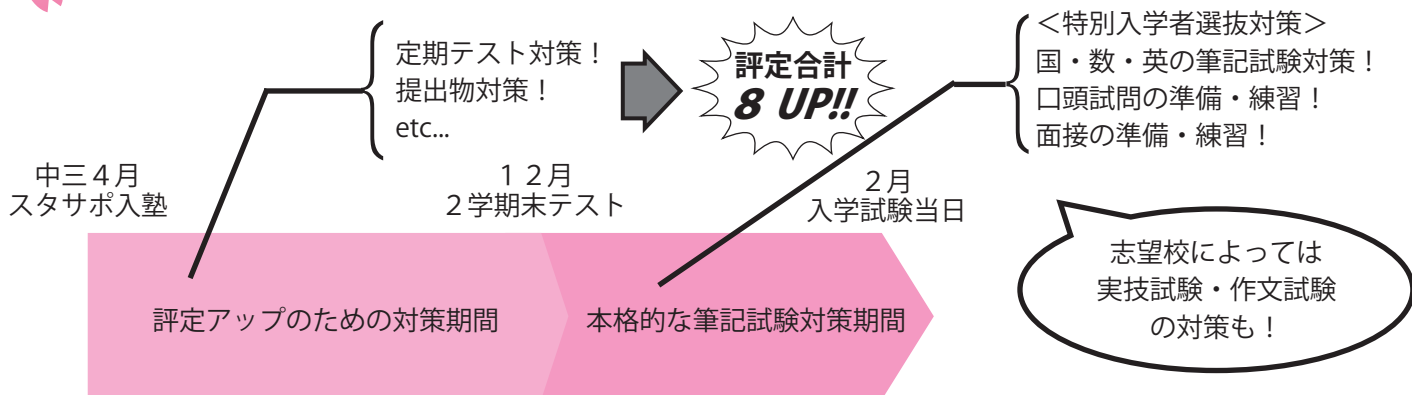 定期テスト対策！
提出物対策！
etc...
評定合計
8 UP!!
＜特別入学者選抜対策＞
国・数・英の筆記試験対策！
口頭試問の準備・練習！
面接の準備・練習！
中三４月
スタサポ入塾
１２月
２学期末テスト
２月
入学試験当日
志望校によっては
実技試験・作文試験
の対策も！
評定アップのための対策期間
本格的な筆記試験対策期間